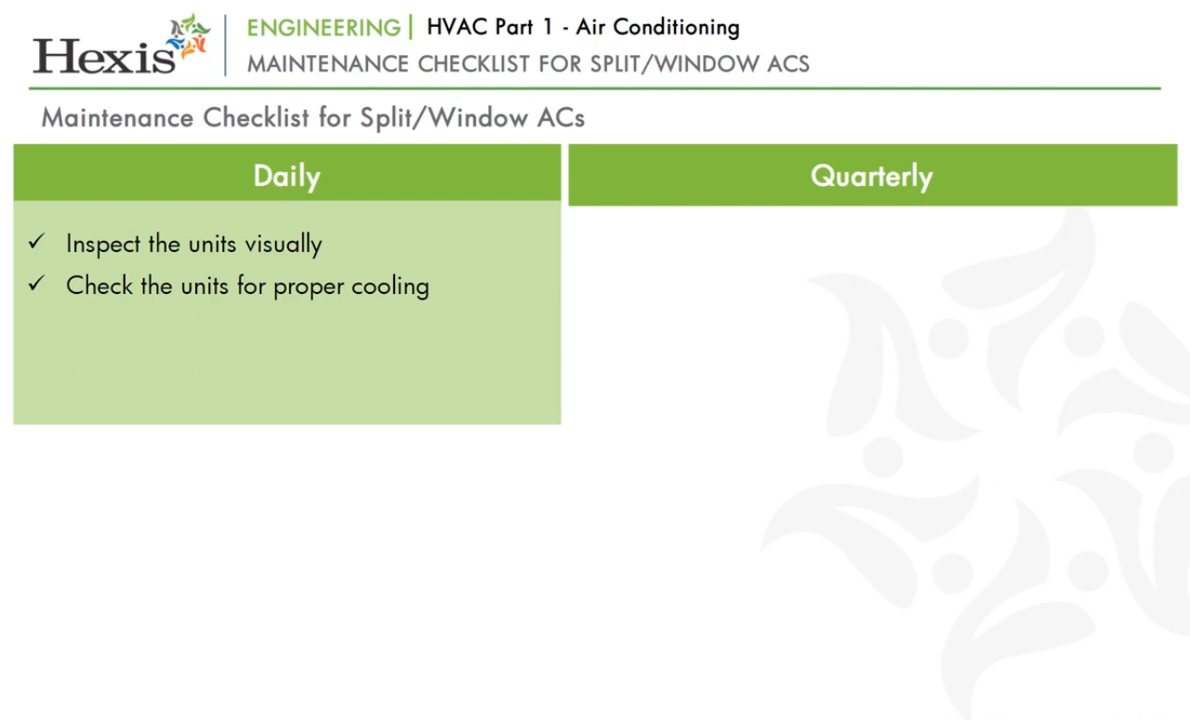 Hexis
ENGINEERING| HVAC Part 1 - Air Conditioning
MAINTENANCE CHECKLIST FOR SPLIT/WINDOW ACS
Maintenance Checklist for Split/Window ACs
Daily
✓ Inspect the units visually
✓ Check the units for proper cooling
Quarterly